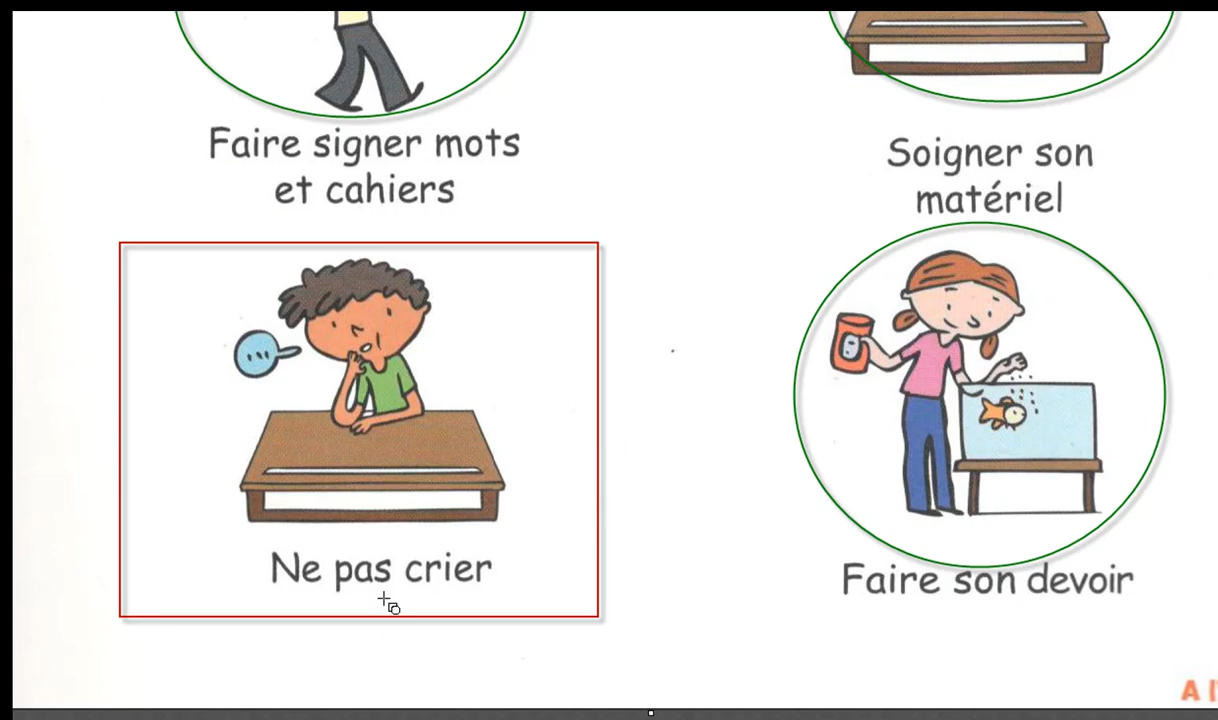 Faire signer mots
et cahiers
Soigner son
matériel
Ne pas crier
Faire son devoir
A l'